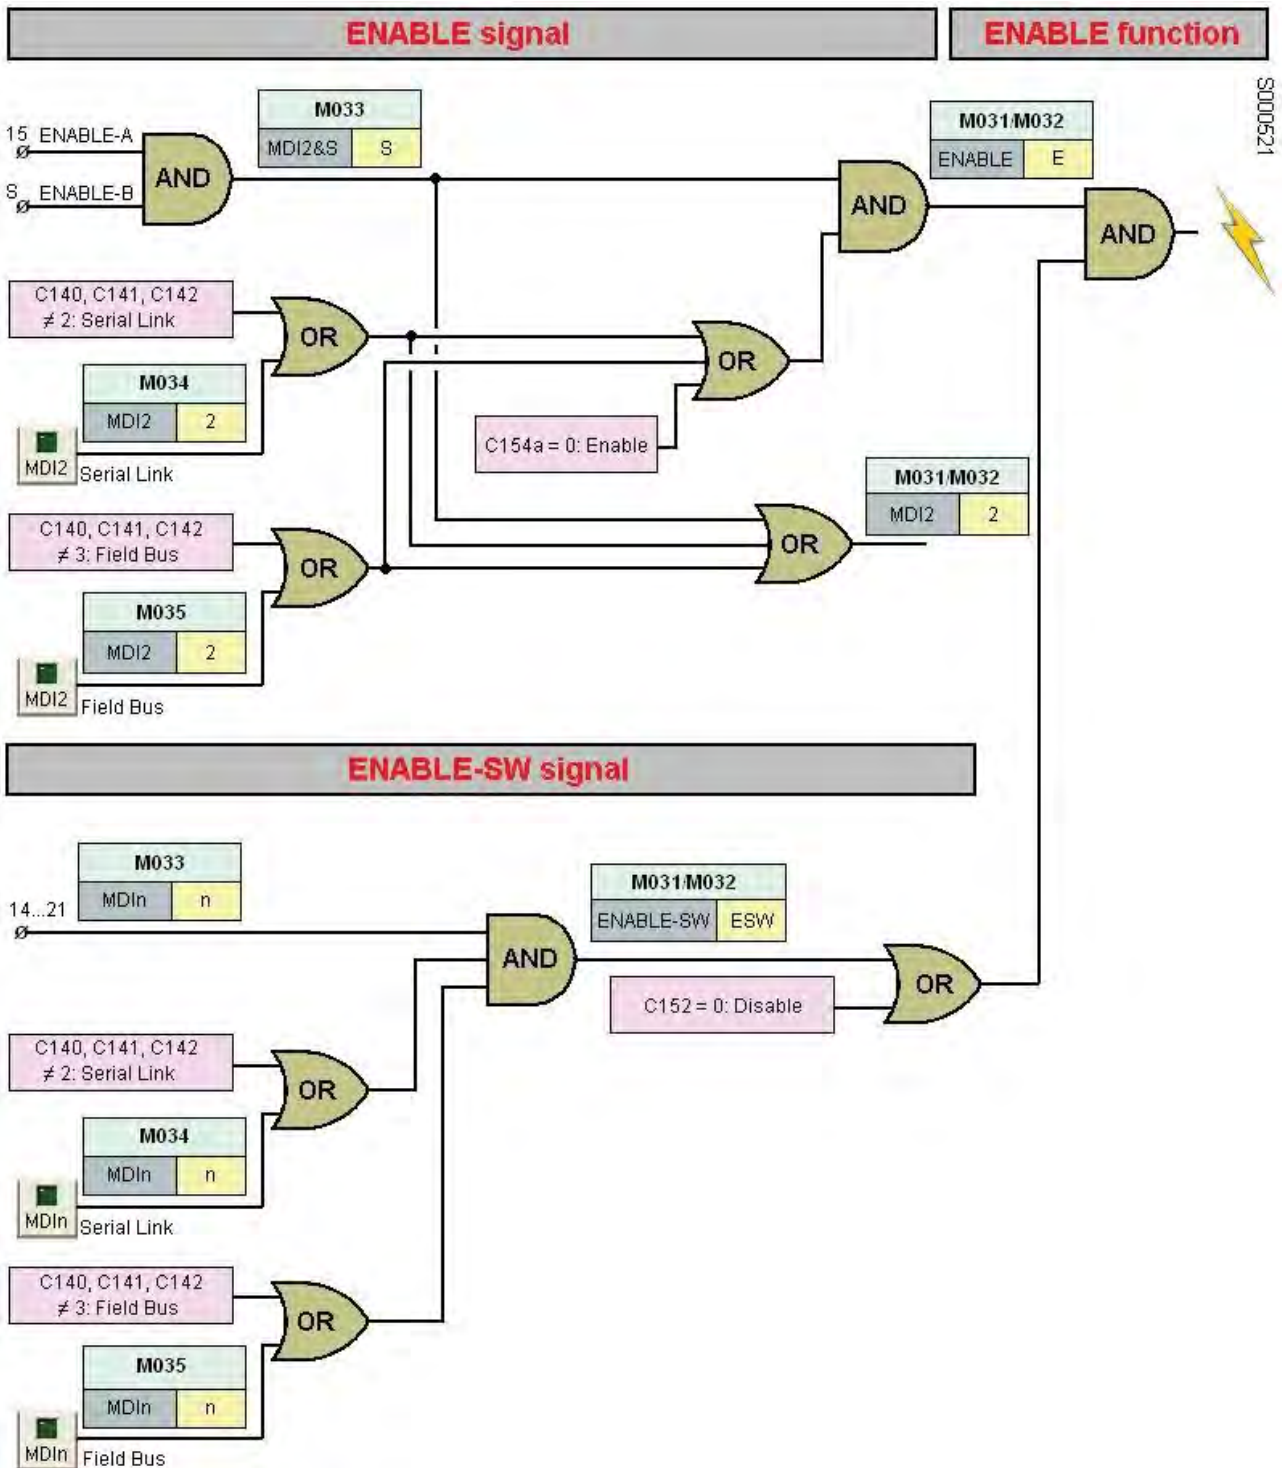 ENABLE signal
ENABLE function
S000521
M033
MDI2&S S
15 ENABLE-A
S ENABLE-B
AND
M031/M032
ENABLE E
AND
AND
C140, C141, C142
≠ 2: Serial Link
OR
OR
M034
MDI2 2
MDI2 Serial Link
C154a = 0: Enable
M031/M032
MDI2 2
C140, C141, C142
≠ 3: Field Bus
OR
OR
M035
MDI2 2
MDI2 Field Bus
ENABLE-SW signal
M033
MDIn n
14...21
M031/M032
ENABLE-SW ESW
AND
OR
C152 = 0: Disable
C140, C141, C142
≠ 2: Serial Link
OR
M034
MDIn n
MDIn Serial Link
C140, C141, C142
≠ 3: Field Bus
OR
M035
MDIn n
MDIn Field Bus